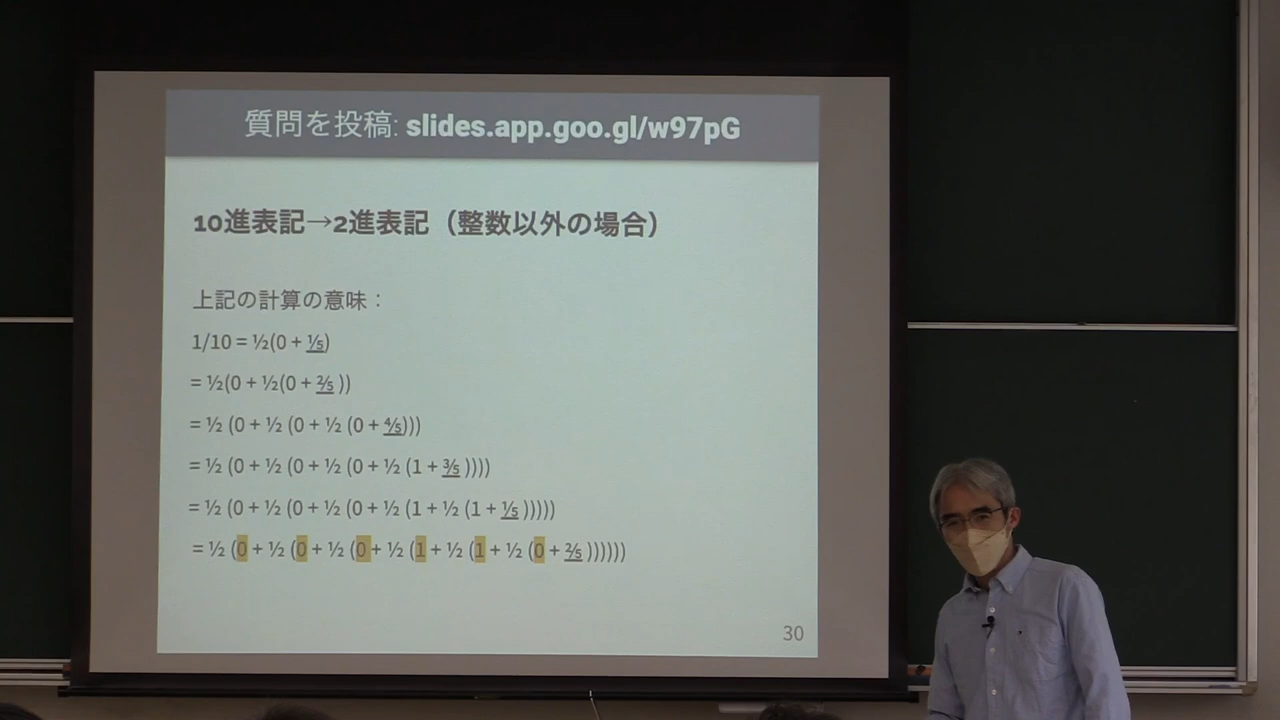 質問を投稿: slides.app.goo.gl/w97pG
10進表記→2進表記（整数以外の場合）
上記の計算の意味：
1/10 = ½(0 + ⅕)
= ½(0 + ½(0 + ⅖ ))
= ½ (0 + ½ (0 + ½ (0 + ⅘)))
= ½ (0 + ½ (0 + ½ (0 + ½ (1 + ⅗ ))))
= ½ (0 + ½ (0 + ½ (0 + ½ (1 + ½ (1 + ⅕ )))))
= ½ (0 + ½ (0 + ½ (0 + ½ (1 + ½ (1 + ½ (0 + ⅖ ))))))
30